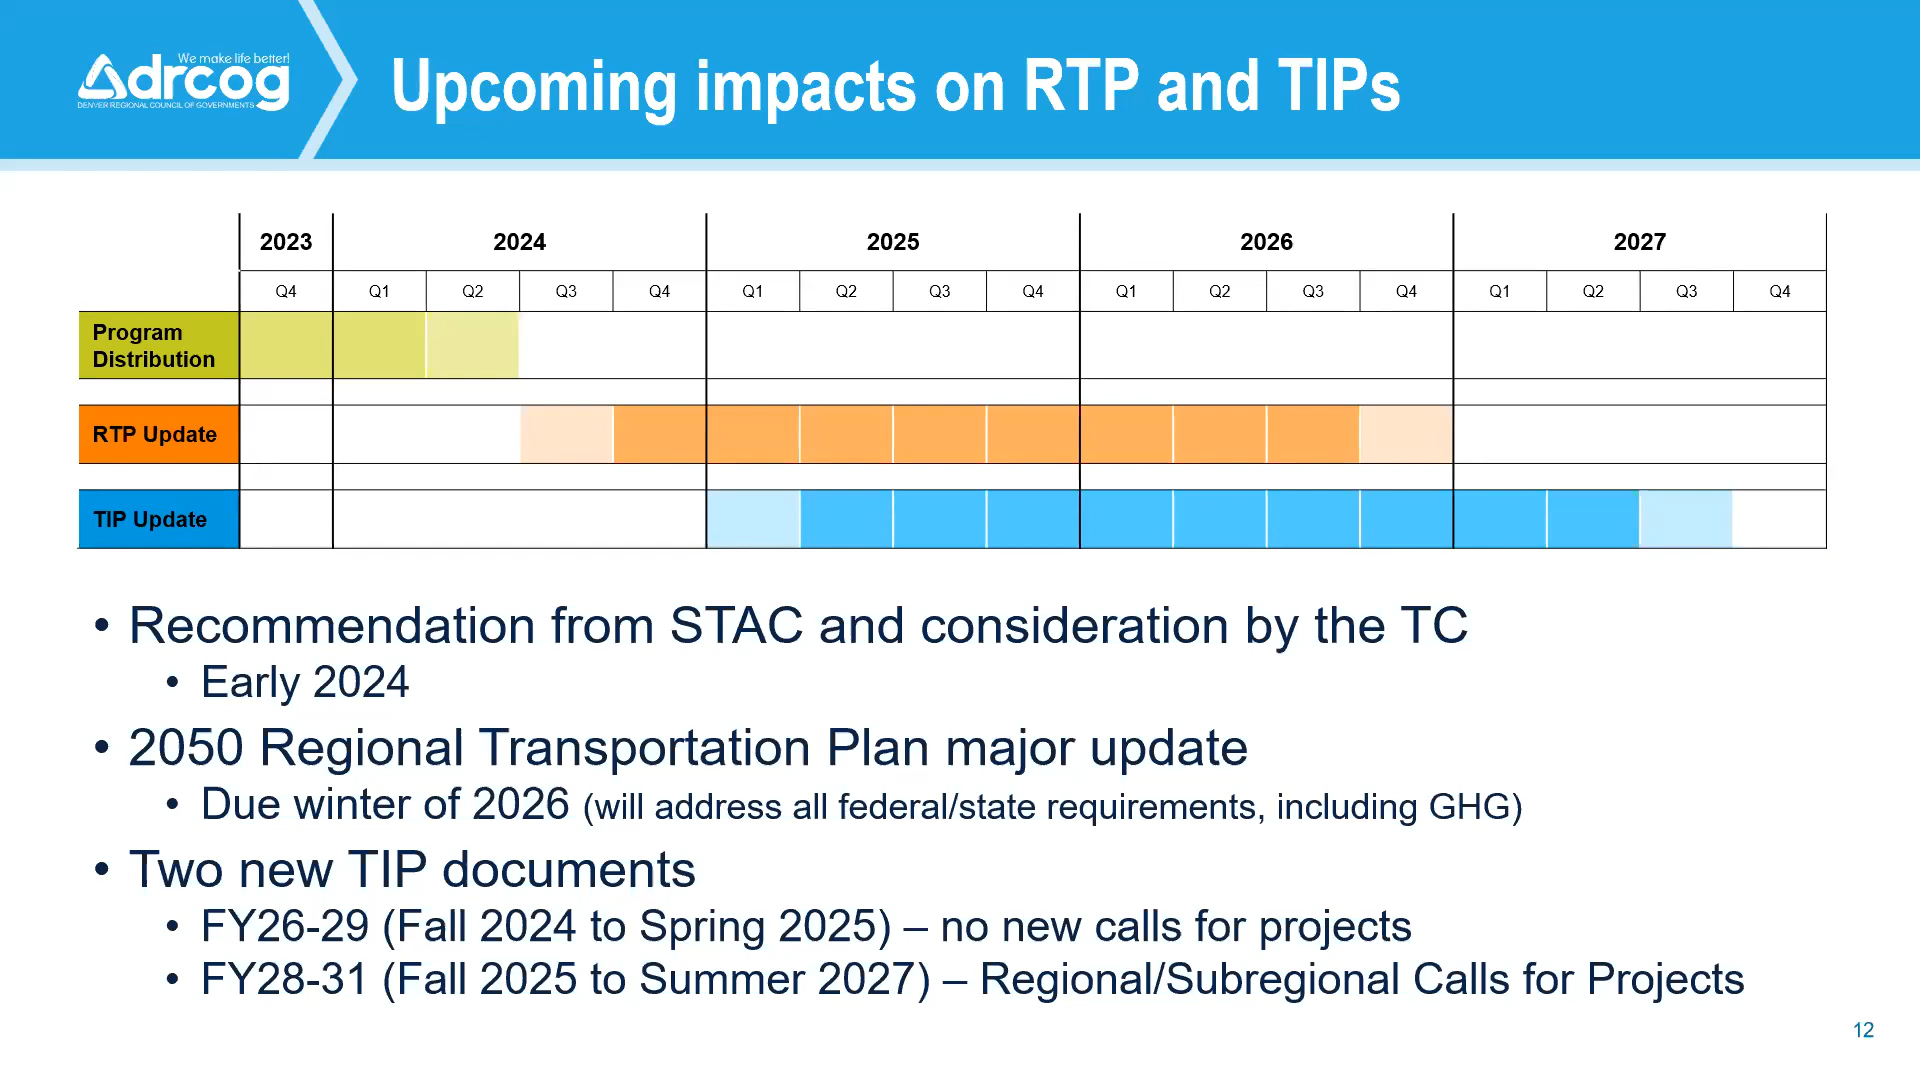 We make life better!
drcog
DENVER REGIONAL COUNCIL OF GOVERNMENTS
Upcoming impacts on RTP and TIPs
2023 2024 2025 2026 2027
Q4 Q1 Q2 Q3 Q4 Q1 Q2 Q3 Q4 Q1 Q2 Q3 Q4 Q1 Q2 Q3 Q4
Program
Distribution
RTP Update
TIP Update
• Recommendation from STAC and consideration by the TC
• Early 2024
• 2050 Regional Transportation Plan major update
• Due winter of 2026 (will address all federal/state requirements, including GHG)
• Two new TIP documents
• FY26-29 (Fall 2024 to Spring 2025) – no new calls for projects
• FY28-31 (Fall 2025 to Summer 2027) – Regional/Subregional Calls for Projects
12